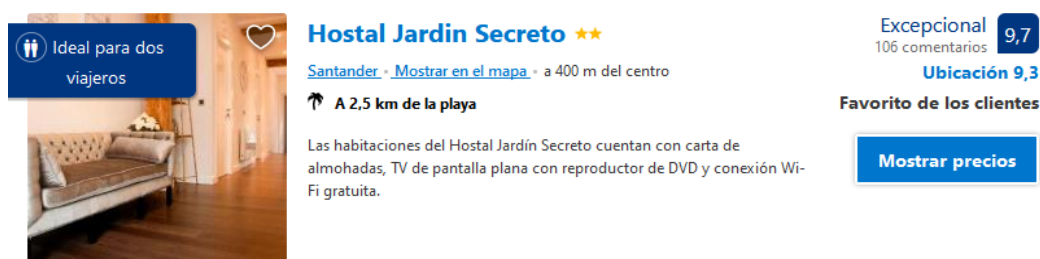 Ideal para dos
viajeros
Hostal Jardin Secreto
Santander • Mostrar en el mapa • a 400 m del centro
A 2,5 km de la playa
Las habitaciones del Hostal Jardín Secreto cuentan con carta de
almohadas, TV de pantalla plana con reproductor de DVD y conexión Wi-
Fi gratuita.
Excepcional
106 comentarios
9,7
Ubicación 9,3
Favorito de los clientes
Mostrar precios